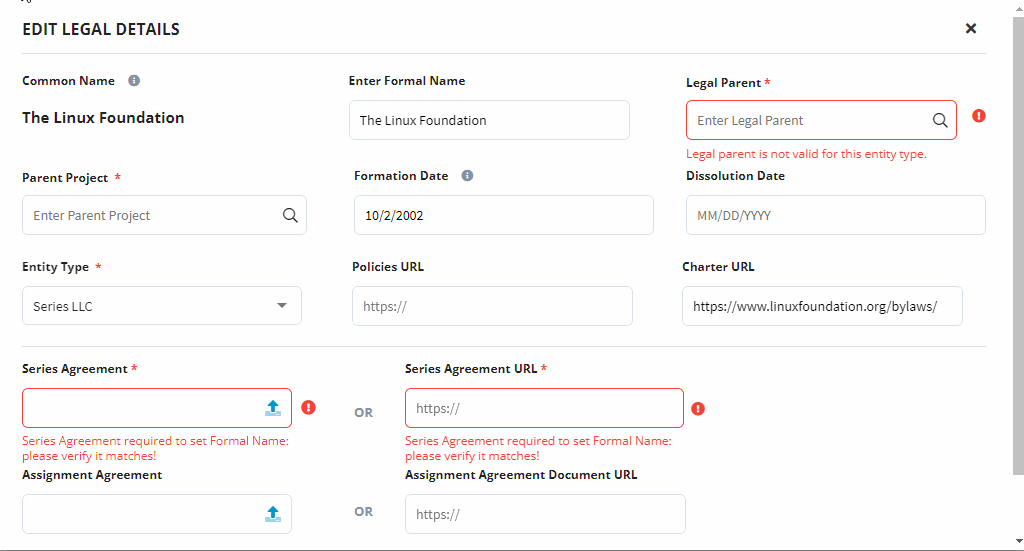 EDIT LEGAL DETAILS
Common Name
Enter Formal Name
Legal Parent *
The Linux Foundation
The Linux Foundation
Enter Legal Parent
Legal parent is not valid for this entity type.
Parent Project *
Formation Date
Dissolution Date
Enter Parent Project
10/2/2002
MM/DD/YYYY
Entity Type *
Policies URL
Charter URL
Series LLC
https://
https://www.linuxfoundation.org/bylaws/
Series Agreement *
Series Agreement URL *
OR
https://
Series Agreement required to set Formal Name:
please verify it matches!
Series Agreement required to set Formal Name:
please verify it matches!
Assignment Agreement
Assignment Agreement Document URL
OR
https://